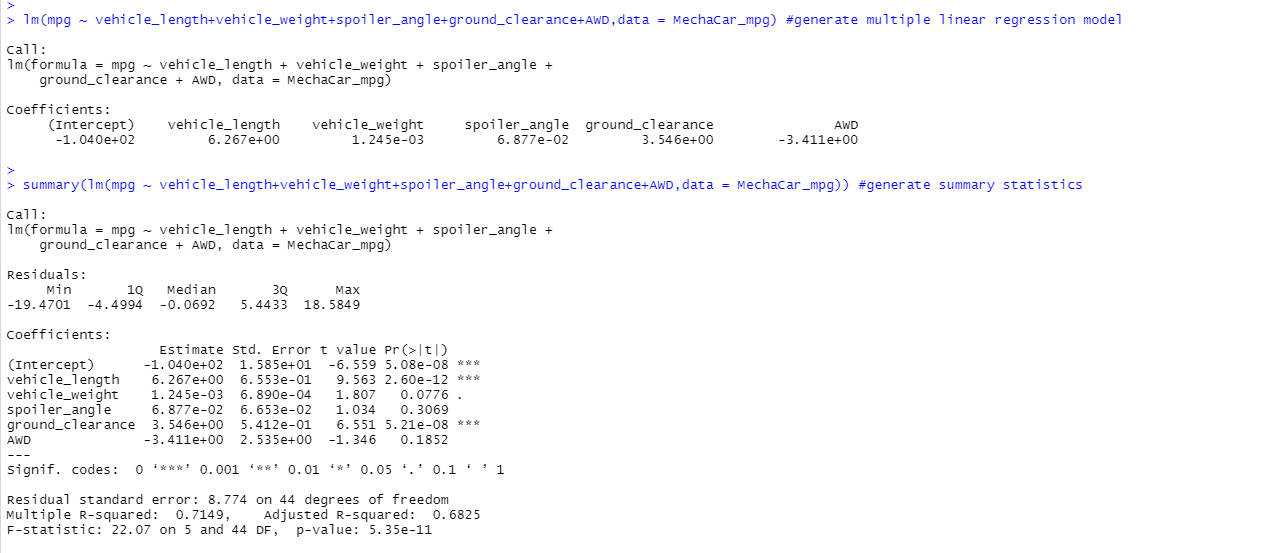 >
> lm(mpg ~ vehicle_length+vehicle_weight+spoiler_angle+ground_clearance+AWD,data = MechaCar_mpg) #generate multiple linear regression model
Call:
lm(formula = mpg ~ vehicle_length + vehicle_weight + spoiler_angle +
    ground_clearance + AWD, data = MechaCar_mpg)
Coefficients:
     (Intercept)    vehicle_length    vehicle_weight     spoiler_angle  ground_clearance               AWD
      -1.040e+02         6.267e+00         1.245e-03         6.877e-02         3.546e+00        -3.411e+00
>
> summary(lm(mpg ~ vehicle_length+vehicle_weight+spoiler_angle+ground_clearance+AWD,data = MechaCar_mpg)) #generate summary statistics
Call:
lm(formula = mpg ~ vehicle_length + vehicle_weight + spoiler_angle +
    ground_clearance + AWD, data = MechaCar_mpg)
Residuals:
     Min       1Q   Median       3Q      Max
-19.4701  -4.4994  -0.0692   5.4433  18.5849
Coefficients:
                   Estimate Std. Error t value Pr(>|t|)
(Intercept)      -1.040e+02  1.585e+01  -6.559 5.08e-08 ***
vehicle_length    6.267e+00  6.553e-01   9.563 2.60e-12 ***
vehicle_weight    1.245e-03  6.890e-04   1.807   0.0776 .
spoiler_angle     6.877e-02  6.653e-02   1.034   0.3069
ground_clearance  3.546e+00  5.412e-01   6.551 5.21e-08 ***
AWD              -3.411e+00  2.535e+00  -1.346   0.1852
---
Signif. codes:  0 ‘***’ 0.001 ‘**’ 0.01 ‘*’ 0.05 ‘.’ 0.1 ‘ ’ 1
Residual standard error: 8.774 on 44 degrees of freedom
Multiple R-squared:  0.7149,    Adjusted R-squared:  0.6825
F-statistic: 22.07 on 5 and 44 DF,  p-value: 5.35e-11